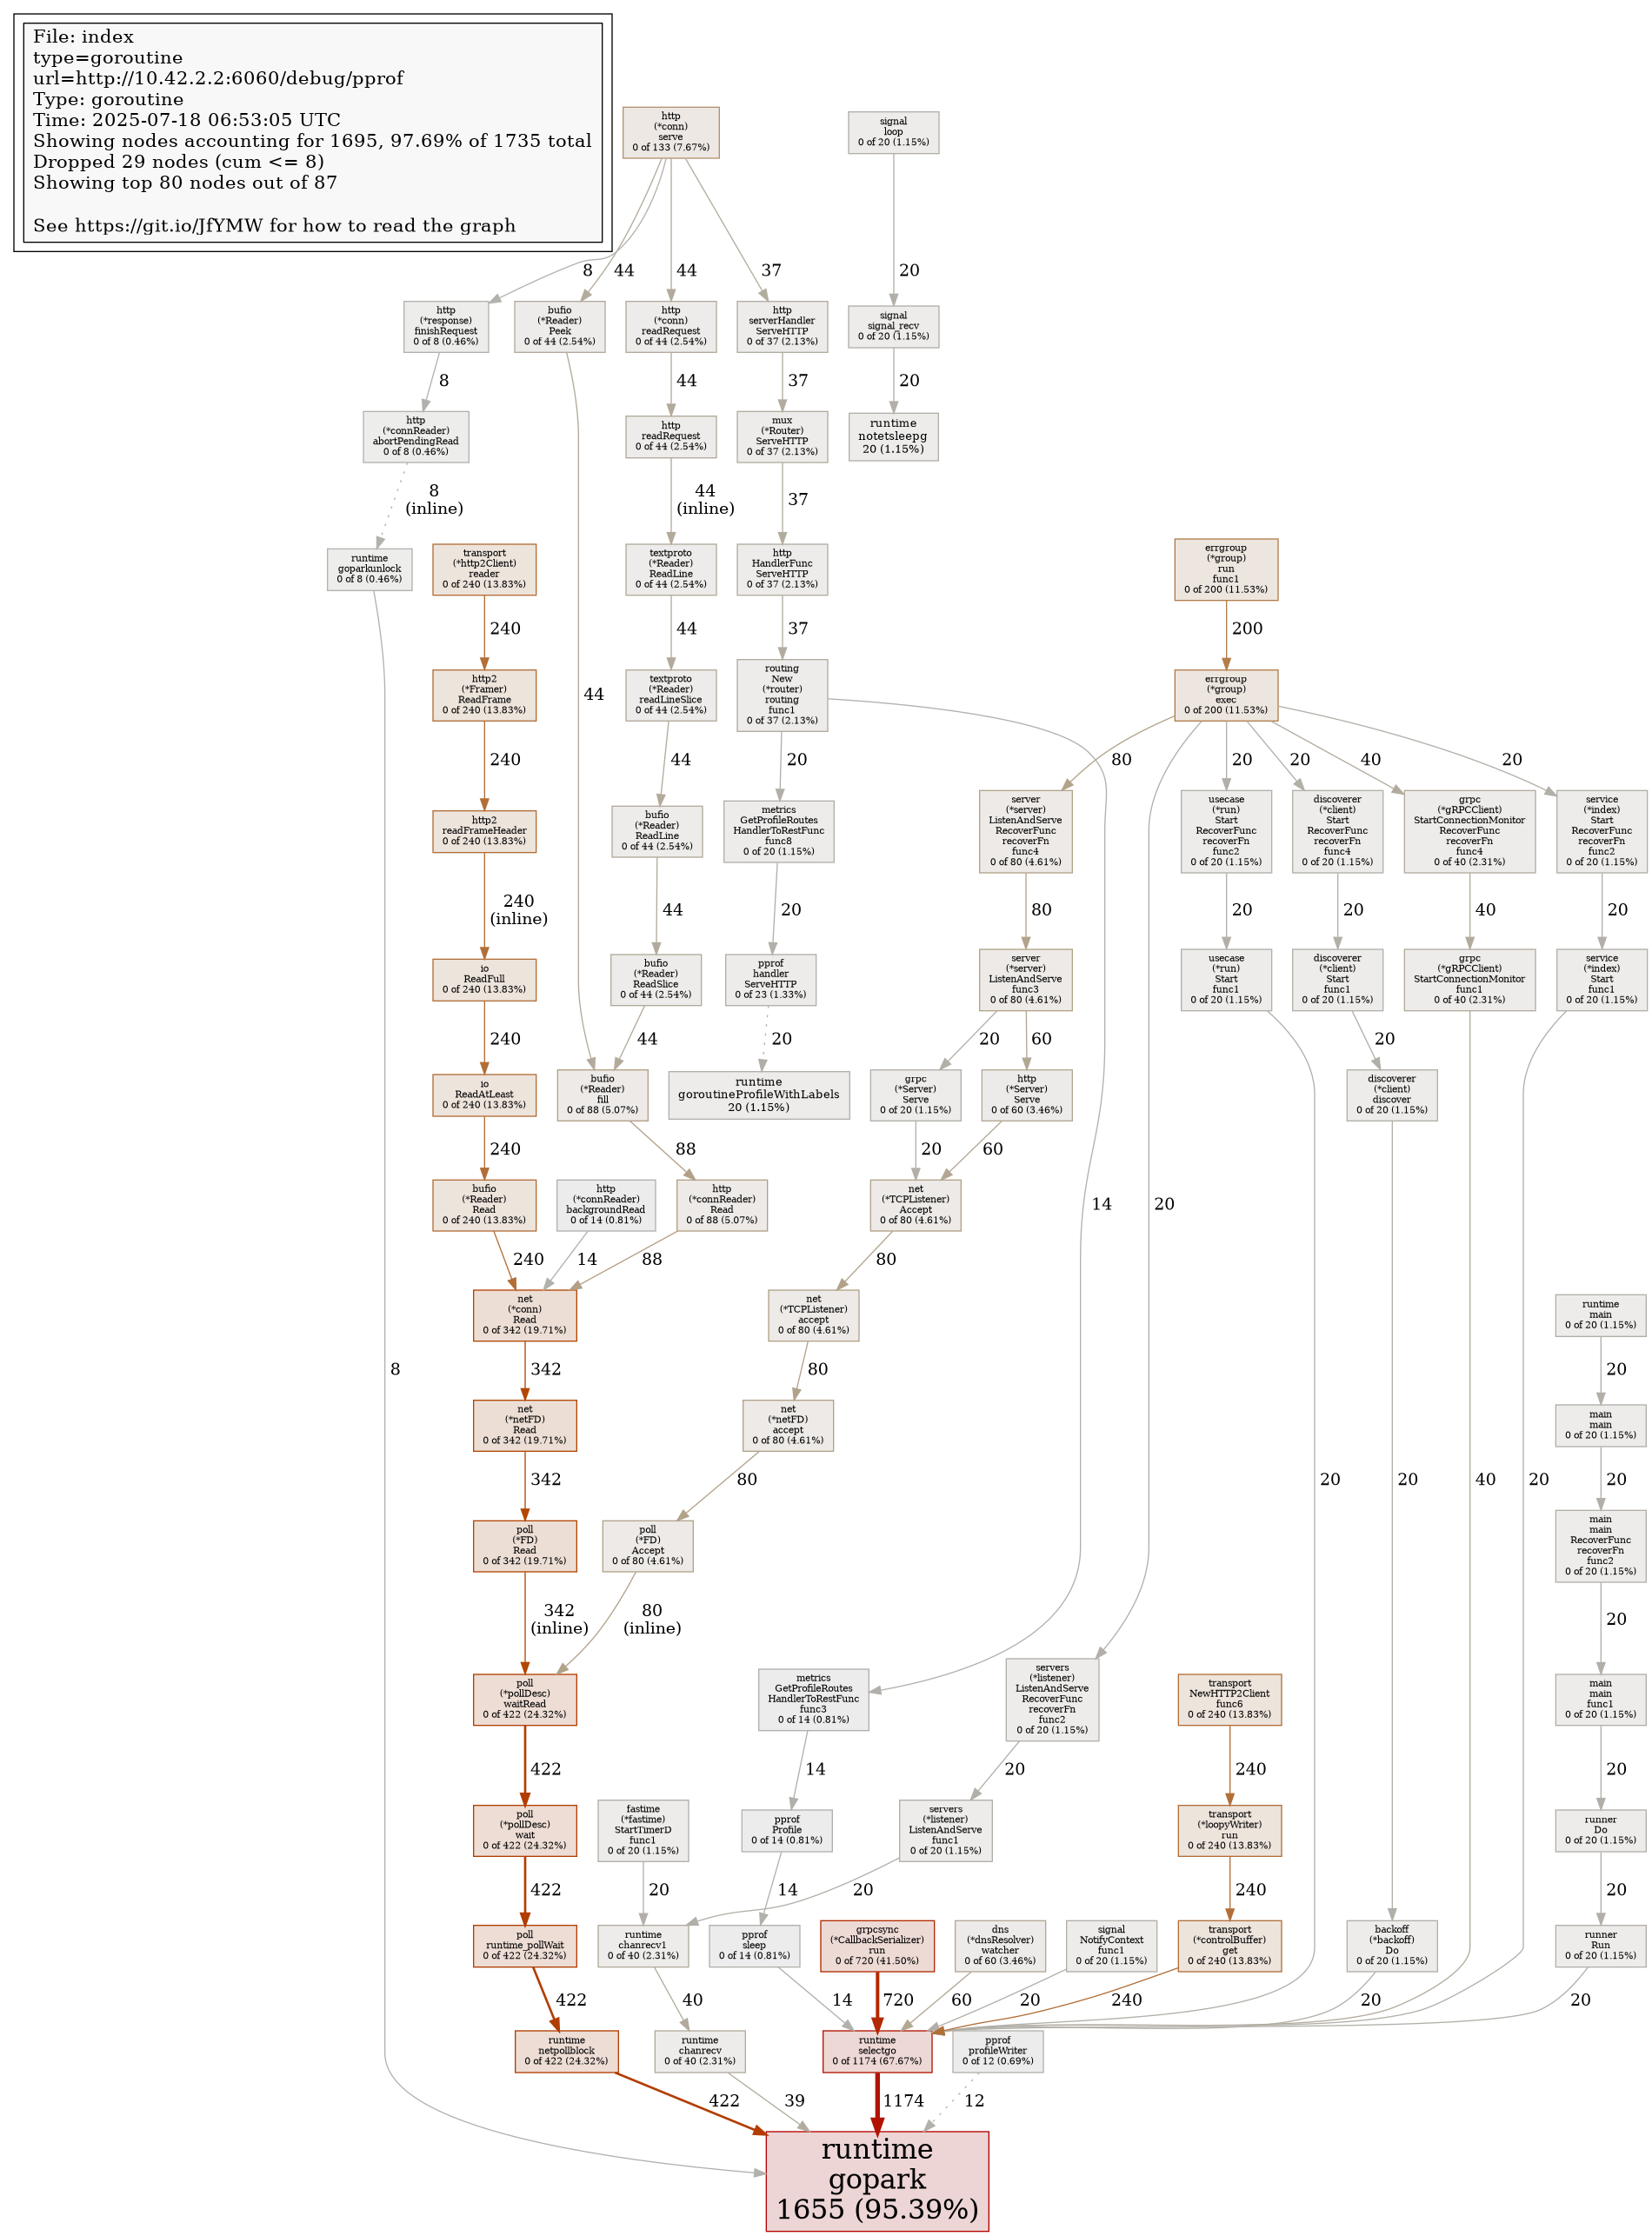 File: index
type=goroutine
url=http://10.42.2.2:6060/debug/pprof
Type: goroutine
Time: 2025-07-18 06:53:05 UTC
Showing nodes accounting for 1695, 97.69% of 1735 total
Dropped 29 nodes (cum <= 8)
Showing top 80 nodes out of 87
See https://git.io/JfYMW for how to read the graph
http
(*conn)
serve
0 of 133 (7.67%)
signal
loop
0 of 20 (1.15%)
8
44
44
37
20
http
(*response)
finishRequest
0 of 8 (0.46%)
bufio
(*Reader)
Peek
0 of 44 (2.54%)
http
(*conn)
readRequest
0 of 44 (2.54%)
http
serverHandler
ServeHTTP
0 of 37 (2.13%)
signal
signal_recv
0 of 20 (1.15%)
8
44
37
20
http
(*connReader)
abortPendingRead
0 of 8 (0.46%)
http
readRequest
0 of 44 (2.54%)
mux
(*Router)
ServeHTTP
0 of 37 (2.13%)
runtime
notetsleepg
20 (1.15%)
8
(inline)
44
(inline)
37
runtime
goparkunlock
0 of 8 (0.46%)
transport
(*http2Client)
reader
0 of 240 (13.83%)
textproto
(*Reader)
ReadLine
0 of 44 (2.54%)
http
HandlerFunc
ServeHTTP
0 of 37 (2.13%)
errgroup
(*group)
run
func1
0 of 200 (11.53%)
240
44
37
200
http2
(*Framer)
ReadFrame
0 of 240 (13.83%)
44
textproto
(*Reader)
readLineSlice
0 of 44 (2.54%)
routing
New
(*router)
routing
func1
0 of 37 (2.13%)
errgroup
(*group)
exec
0 of 200 (11.53%)
240
44
20
80
20
20
40
20
http2
readFrameHeader
0 of 240 (13.83%)
bufio
(*Reader)
ReadLine
0 of 44 (2.54%)
metrics
GetProfileRoutes
HandlerToRestFunc
func8
0 of 20 (1.15%)
server
(*server)
ListenAndServe
RecoverFunc
recoverFn
func4
0 of 80 (4.61%)
usecase
(*run)
Start
RecoverFunc
recoverFn
func2
0 of 20 (1.15%)
discoverer
(*client)
Start
RecoverFunc
recoverFn
func4
0 of 20 (1.15%)
grpc
(*gRPCClient)
StartConnectionMonitor
RecoverFunc
recoverFn
func4
0 of 40 (2.31%)
service
(*index)
Start
RecoverFunc
recoverFn
func2
0 of 20 (1.15%)
240
(inline)
44
20
80
20
20
40
20
io
ReadFull
0 of 240 (13.83%)
bufio
(*Reader)
ReadSlice
0 of 44 (2.54%)
pprof
handler
ServeHTTP
0 of 23 (1.33%)
server
(*server)
ListenAndServe
func3
0 of 80 (4.61%)
usecase
(*run)
Start
func1
0 of 20 (1.15%)
discoverer
(*client)
Start
func1
0 of 20 (1.15%)
grpc
(*gRPCClient)
StartConnectionMonitor
func1
0 of 40 (2.31%)
service
(*index)
Start
func1
0 of 20 (1.15%)
240
44
20
20
60
20
io
ReadAtLeast
0 of 240 (13.83%)
bufio
(*Reader)
fill
0 of 88 (5.07%)
runtime
goroutineProfileWithLabels
20 (1.15%)
grpc
(*Server)
Serve
0 of 20 (1.15%)
http
(*Server)
Serve
0 of 60 (3.46%)
discoverer
(*client)
discover
0 of 20 (1.15%)
240
88
20
60
bufio
(*Reader)
Read
0 of 240 (13.83%)
http
(*connReader)
backgroundRead
0 of 14 (0.81%)
http
(*connReader)
Read
0 of 88 (5.07%)
net
(*TCPListener)
Accept
0 of 80 (4.61%)
14
20
240
14
88
80
net
(*conn)
Read
0 of 342 (19.71%)
net
(*TCPListener)
accept
0 of 80 (4.61%)
runtime
main
0 of 20 (1.15%)
8
342
80
20
net
(*netFD)
Read
0 of 342 (19.71%)
net
(*netFD)
accept
0 of 80 (4.61%)
main
main
0 of 20 (1.15%)
342
80
20
20
40
20
20
poll
(*FD)
Read
0 of 342 (19.71%)
poll
(*FD)
Accept
0 of 80 (4.61%)
main
main
RecoverFunc
recoverFn
func2
0 of 20 (1.15%)
342
(inline)
80
(inline)
20
poll
(*pollDesc)
waitRead
0 of 422 (24.32%)
metrics
GetProfileRoutes
HandlerToRestFunc
func3
0 of 14 (0.81%)
servers
(*listener)
ListenAndServe
RecoverFunc
recoverFn
func2
0 of 20 (1.15%)
transport
NewHTTP2Client
func6
0 of 240 (13.83%)
main
main
func1
0 of 20 (1.15%)
422
14
20
240
20
poll
(*pollDesc)
wait
0 of 422 (24.32%)
fastime
(*fastime)
StartTimerD
func1
0 of 20 (1.15%)
pprof
Profile
0 of 14 (0.81%)
servers
(*listener)
ListenAndServe
func1
0 of 20 (1.15%)
transport
(*loopyWriter)
run
0 of 240 (13.83%)
runner
Do
0 of 20 (1.15%)
422
20
14
20
240
20
poll
runtime_pollWait
0 of 422 (24.32%)
runtime
chanrecv1
0 of 40 (2.31%)
pprof
sleep
0 of 14 (0.81%)
grpcsync
(*CallbackSerializer)
run
0 of 720 (41.50%)
dns
(*dnsResolver)
watcher
0 of 60 (3.46%)
signal
NotifyContext
func1
0 of 20 (1.15%)
transport
(*controlBuffer)
get
0 of 240 (13.83%)
backoff
(*backoff)
Do
0 of 20 (1.15%)
runner
Run
0 of 20 (1.15%)
422
40
14
720
60
20
240
20
20
runtime
netpollblock
0 of 422 (24.32%)
runtime
chanrecv
0 of 40 (2.31%)
runtime
selectgo
0 of 1174 (67.67%)
pprof
profileWriter
0 of 12 (0.69%)
422
39
1174
12
runtime
gopark
1655 (95.39%)